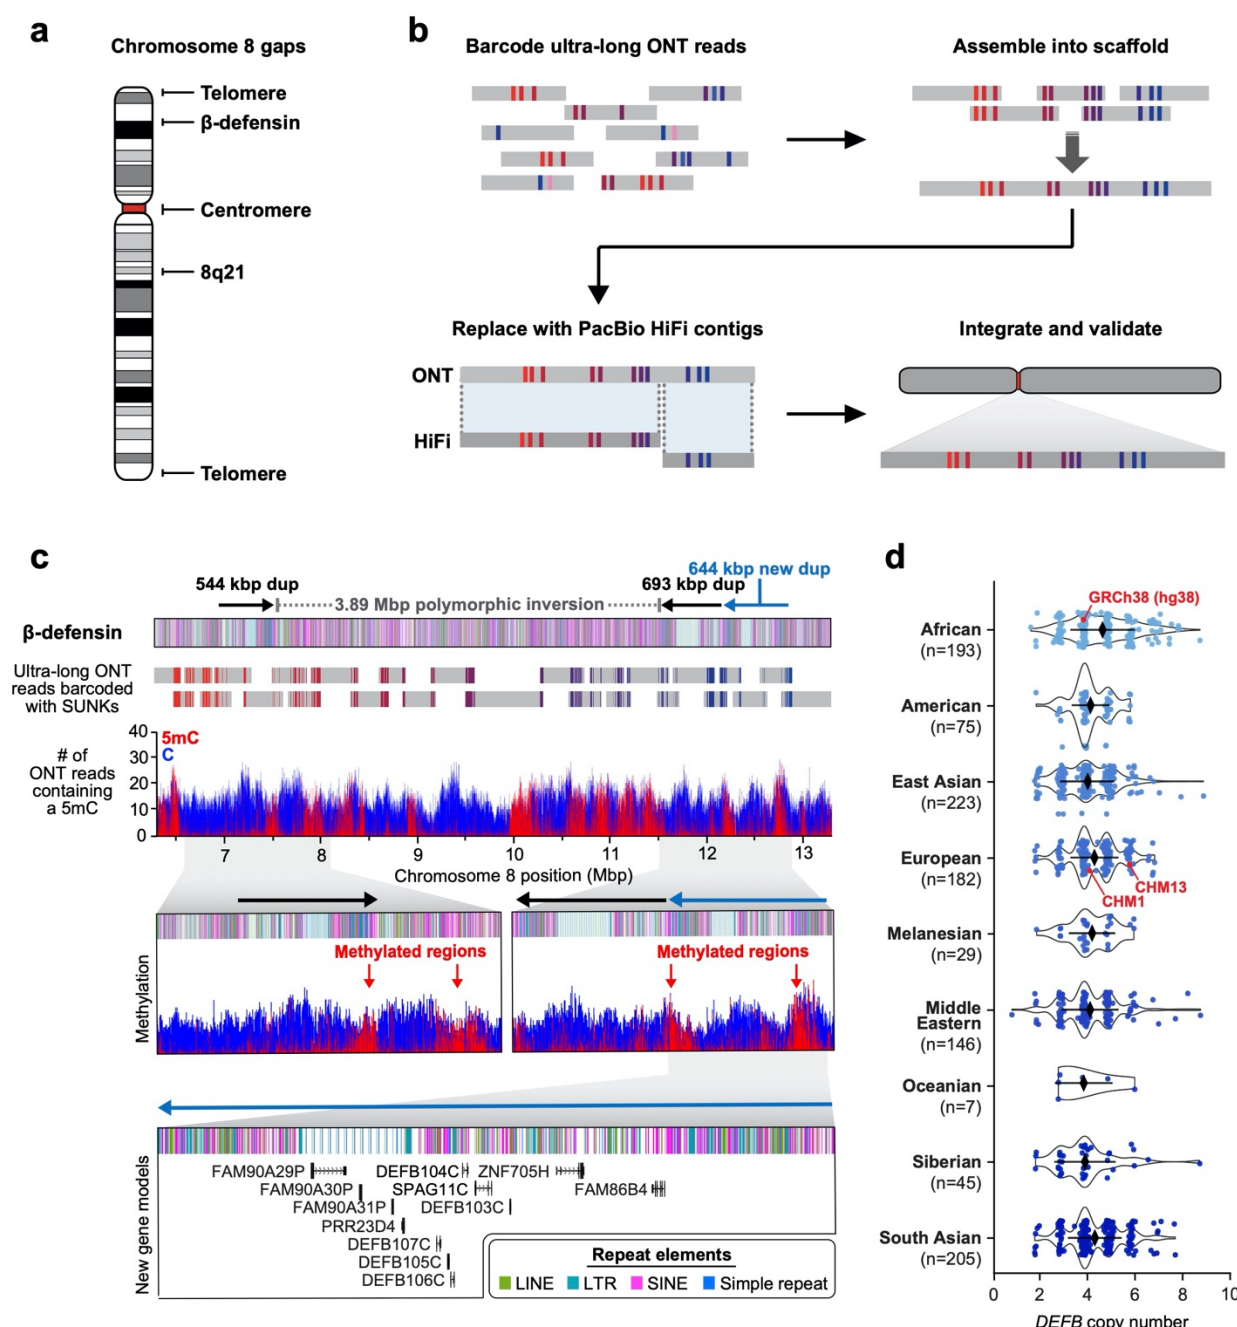 a
Chromosome 8 gaps
Telomere
β-defensin
Centromere
8q21
Telomere
b
Barcode ultra-long ONT reads
Assemble into scaffold
Replace with PacBio HiFi contigs
ONT
HiFi
Integrate and validate
c
544 kbp dup
3.89 Mbp polymorphic inversion
693 kbp dup
644 kbp new dup
β-defensin
Ultra-long ONT
reads barcoded
with SUNKs
# of
ONT reads
containing
a 5mC
40
30
20
10
0
5mC
C
7
8
9
10
11
12
13
Chromosome 8 position (Mbp)
Methylation
Methylated regions
Methylated regions
New gene models
FAM90A29P
DEFB104C
ZNF705H
FAM90A30P
SPAG11C
FAM86B4
FAM90A31P
DEFB103C
PRR23D4
DEFB107C
DEFB105C
DEFB106C
Repeat elements
LINE
LTR
SINE
Simple repeat
d
African
(n=193)
GRCh38 (hg38)
American
(n=75)
East Asian
(n=223)
European
(n=182)
CHM13
CHM1
Melanesian
(n=29)
Middle
Eastern
(n=146)
Oceanian
(n=7)
Siberian
(n=45)
South Asian
(n=205)
0
2
4
6
8
10
DEFB copy number